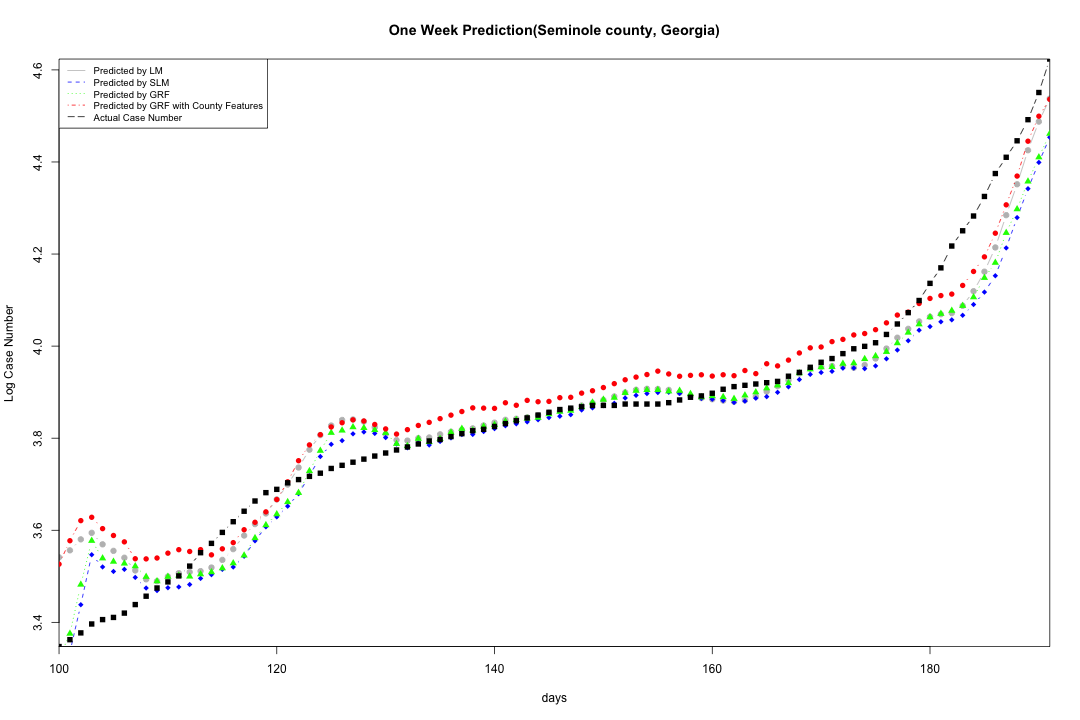 One Week Prediction(Seminole county, Georgia)
Predicted by LM
Predicted by SLM
Predicted by GRF
Predicted by GRF with County Features
Actual Case Number
4.6
4.4
4.2
4.0
3.8
3.6
3.4
Log Case Number
100 120 140 160 180
days